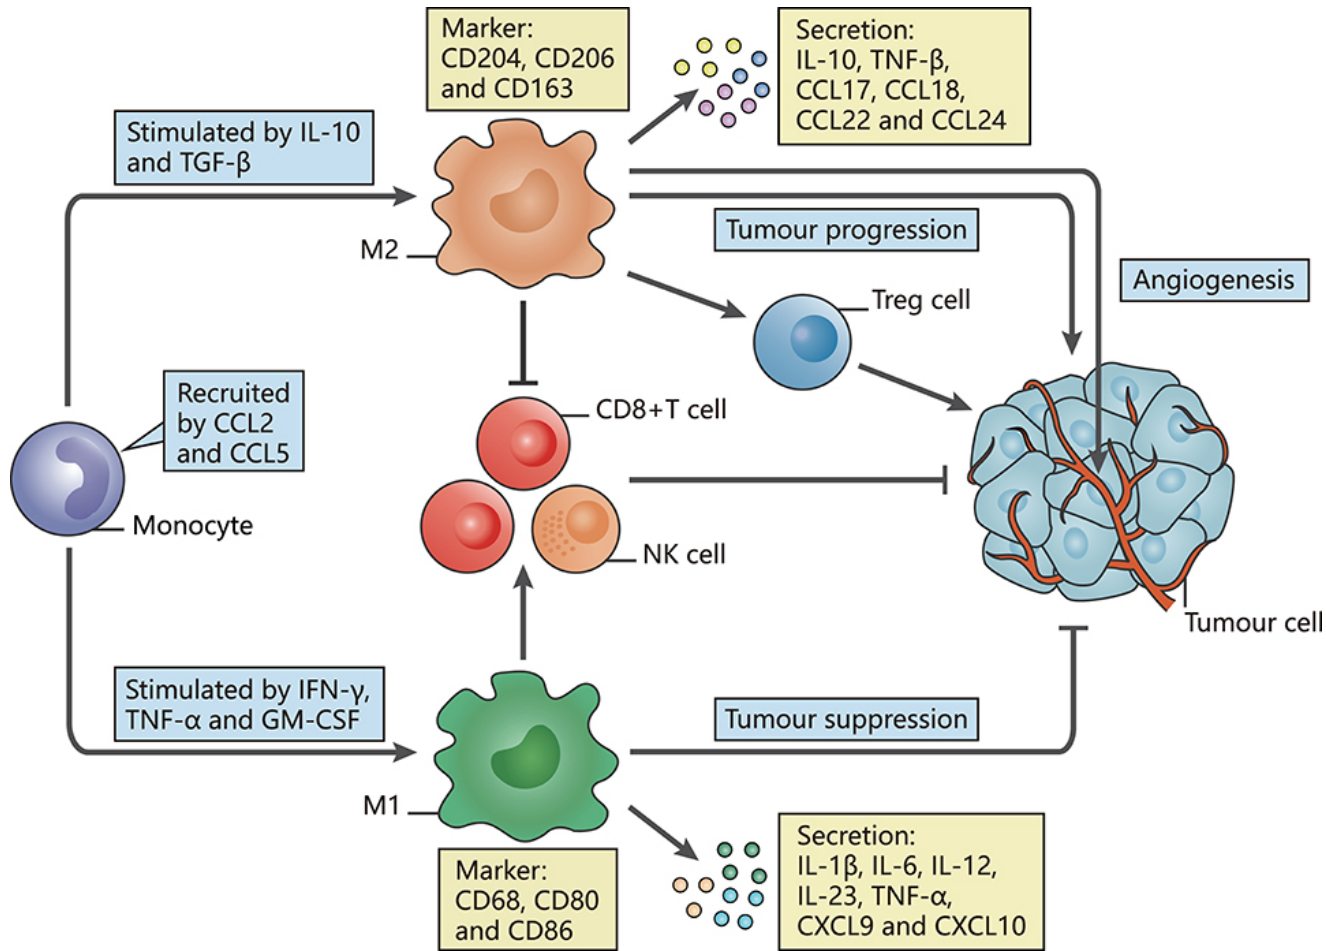 Marker:
CD204, CD206
and CD163
Secretion:
IL-10, TNF-β,
CCL17, CCL18,
CCL22 and CCL24
Stimulated by IL-10
and TGF-β
M2
Tumour progression
Angiogenesis
Treg cell
Recruited
by CCL2
and CCL5
CD8+T cell
Monocyte
NK cell
Tumour cell
Stimulated by IFN-γ,
TNF-α and GM-CSF
Tumour suppression
M1
Marker:
CD68, CD80
and CD86
Secretion:
IL-1β, IL-6, IL-12,
IL-23, TNF-α,
CXCL9 and CXCL10